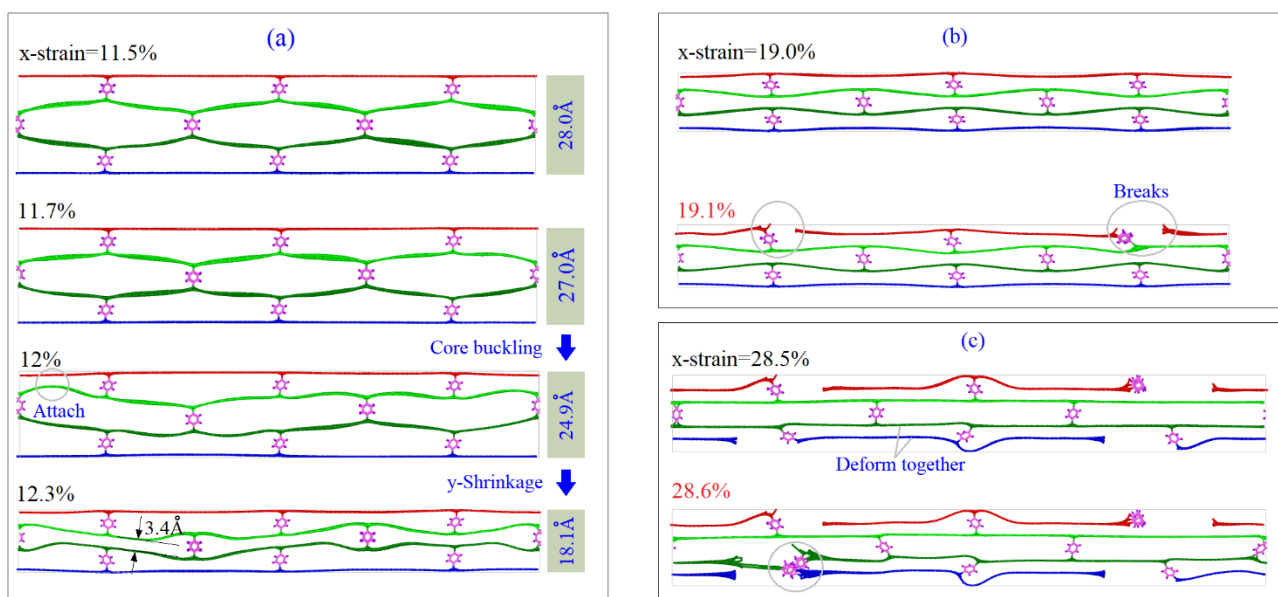 (a)
x-strain=11.5%
28.0Å
11.7%
27.0Å
Core buckling
12%
Attach
24.9Å
y-Shrinkage
12.3%
3.4Å
18.1Å
(b)
x-strain=19.0%
Breaks
19.1%
(c)
x-strain=28.5%
Deform together
28.6%